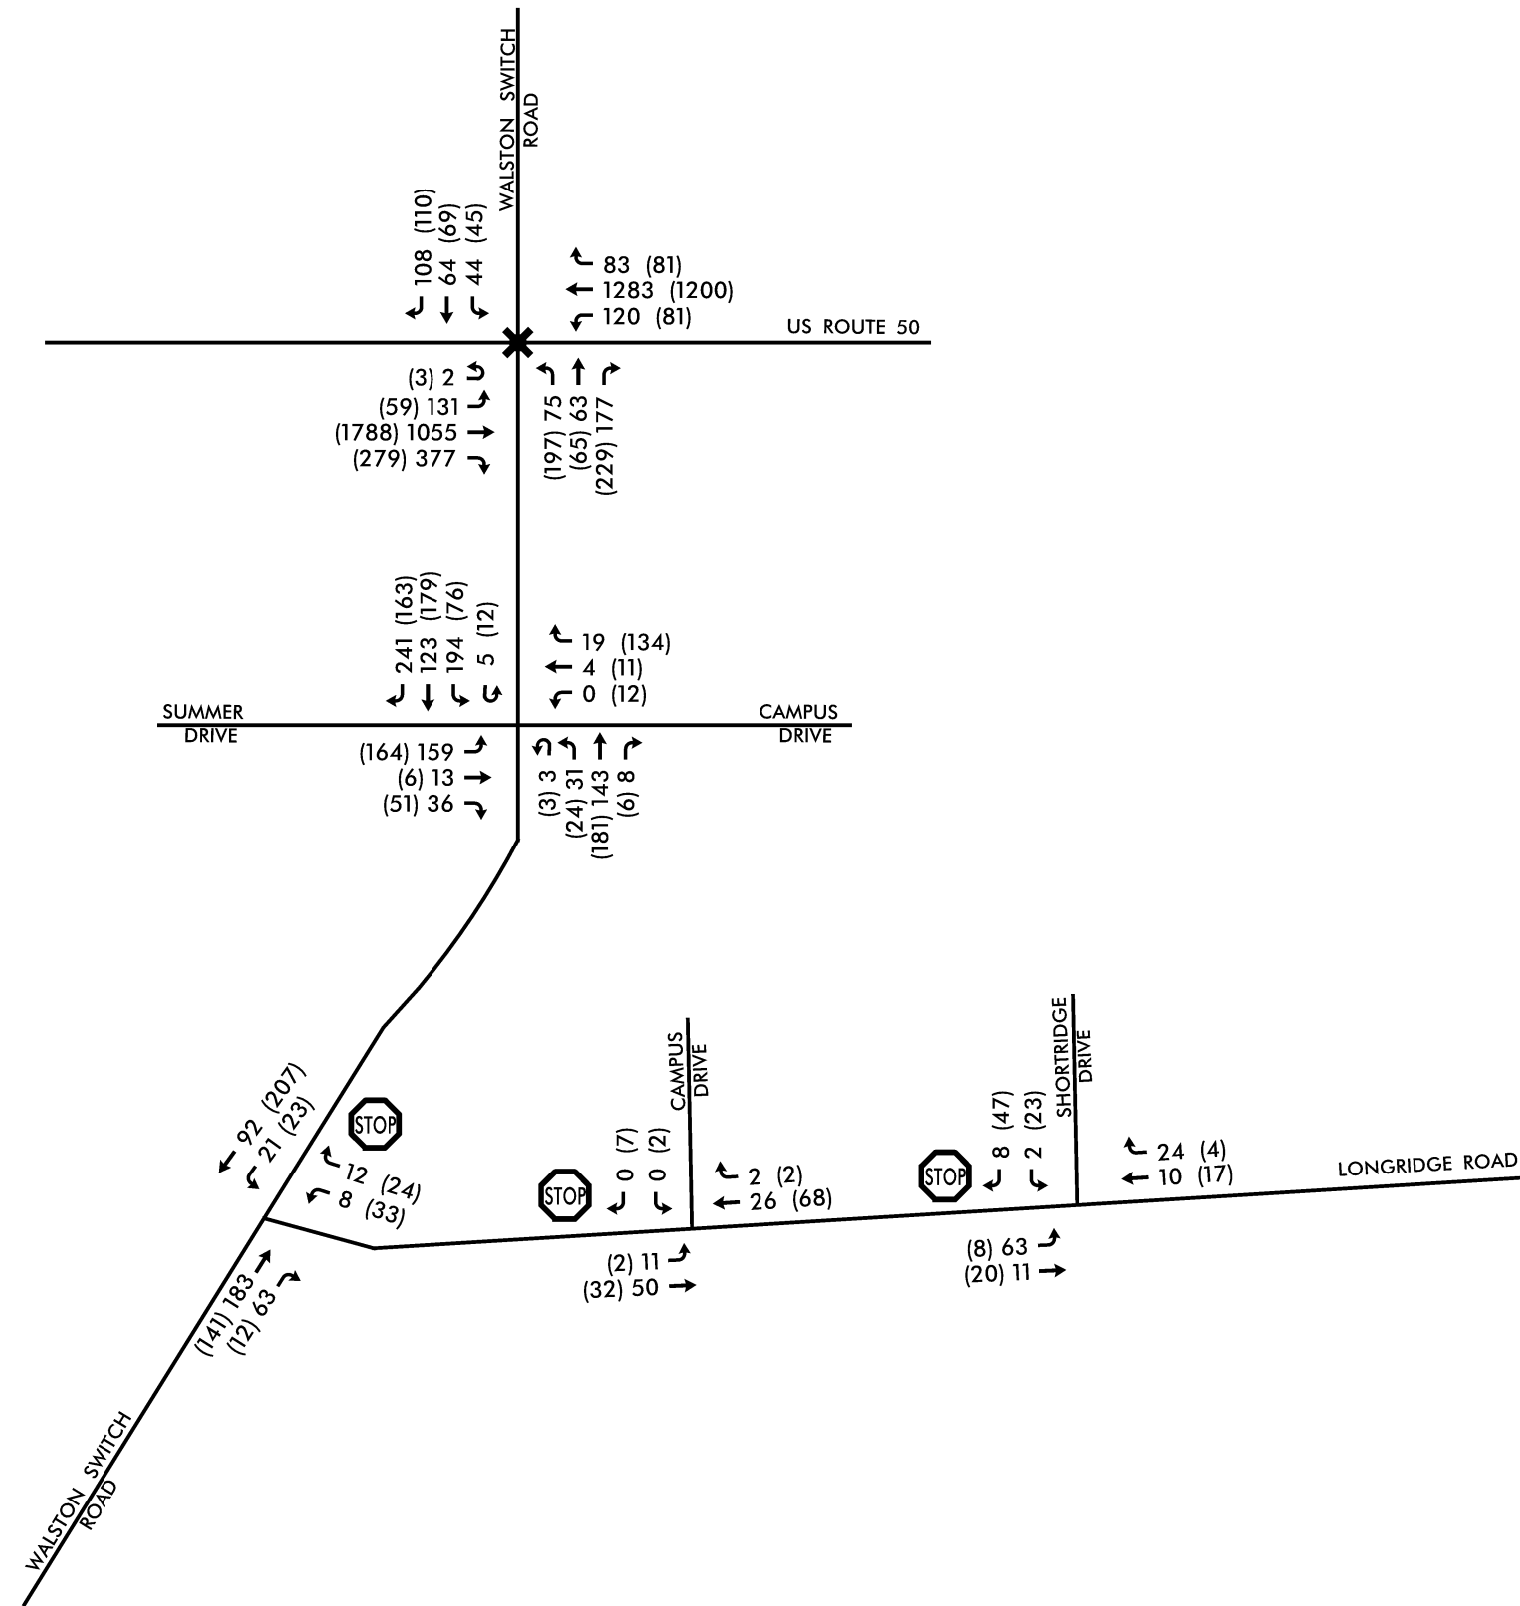 WALSTON SWITCH
ROAD
108 (110)
64 (69)
44 (45)
83 (81)
1283 (1200)
120 (81)
US ROUTE 50
(3) 2
(59) 131
(1788) 1055
(279) 377
(197) 75
(65) 63
(229) 177
241 (163)
123 (179)
194 (76)
5 (12)
19 (134)
4 (11)
0 (12)
SUMMER
DRIVE
CAMPUS
DRIVE
(164) 159
(6) 13
(51) 36
(3) 3
(24) 31
(181) 143
(6) 8
92 (207)
21 (23)
STOP
12 (24)
8 (33)
(141) 183
(12) 63
CAMPUS
DRIVE
STOP
0 (7)
0 (2)
2 (2)
26 (68)
(2) 11
(32) 50
SHORTRIDGE
DRIVE
STOP
8 (47)
2 (23)
24 (4)
10 (17)
LONGRIDGE ROAD
(8) 63
(20) 11
WALSTON SWITCH
ROAD